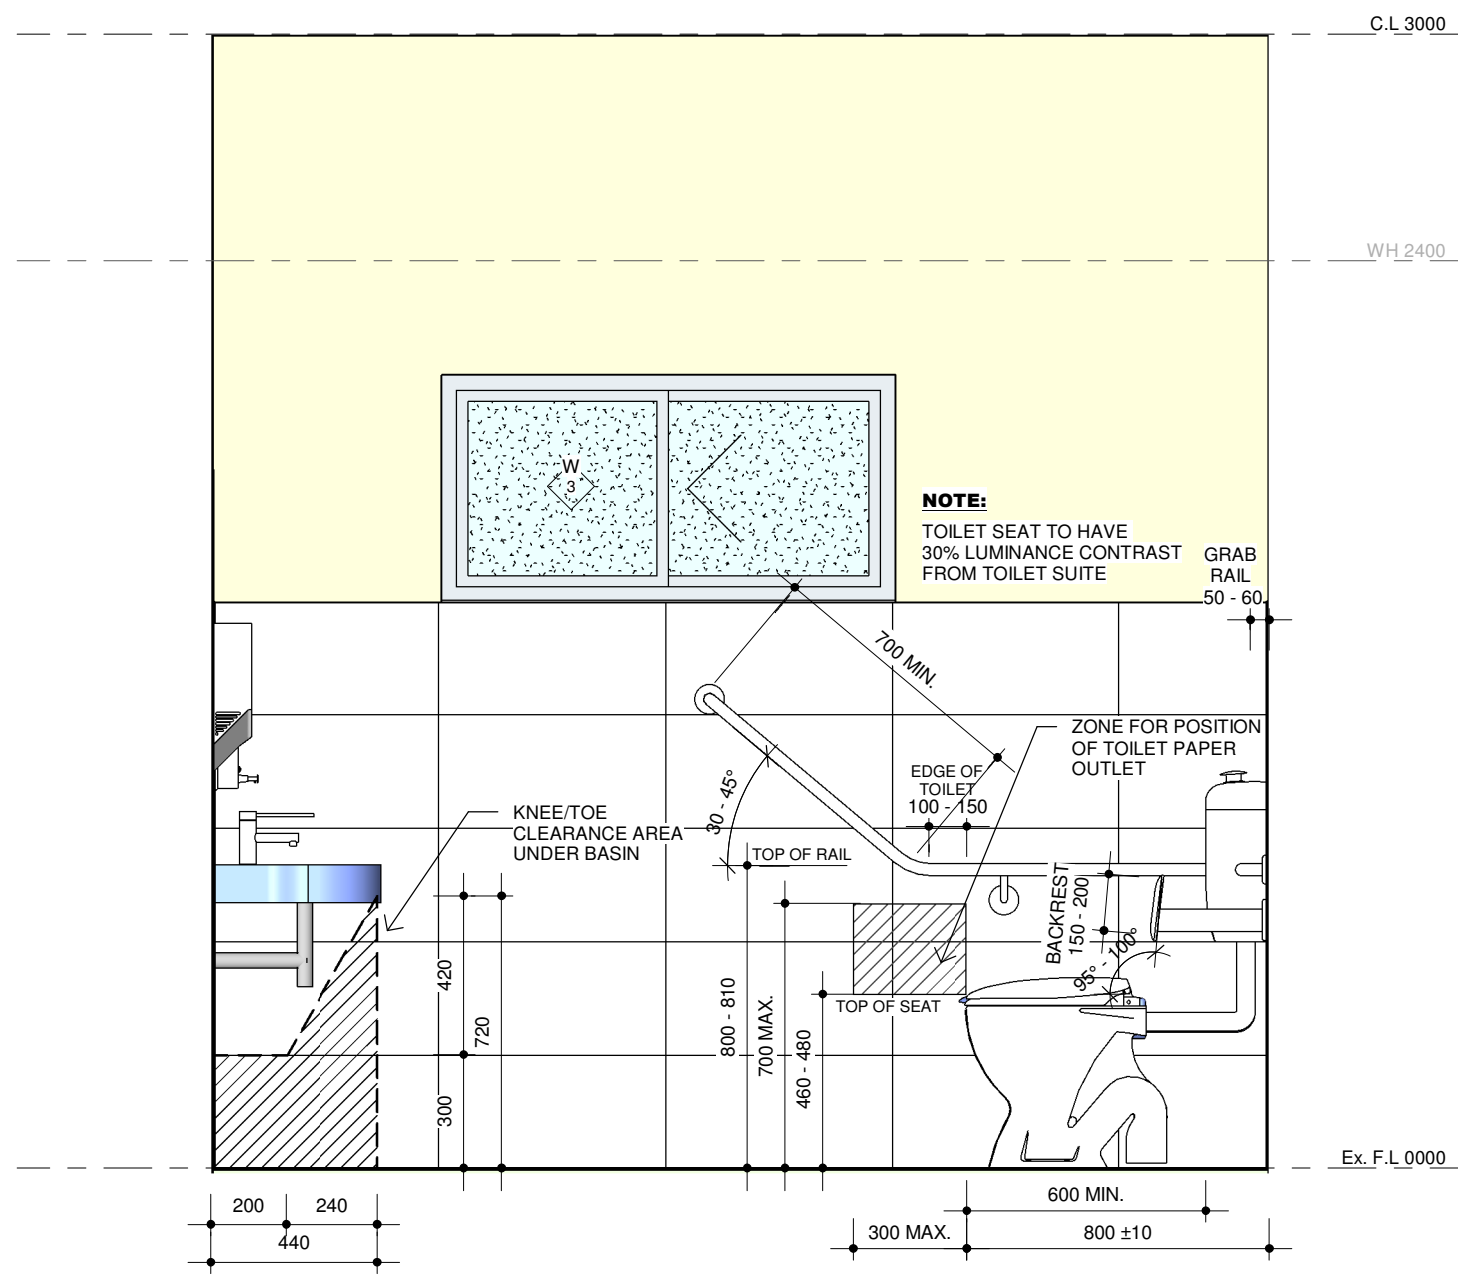 C.L 3000
WH 2400
W
3
NOTE:
TOILET SEAT TO HAVE
30% LUMINANCE CONTRAST
FROM TOILET SUITE
GRAB
RAIL
50 - 60
700 MIN.
ZONE FOR POSITION
OF TOILET PAPER
OUTLET
EDGE OF
TOILET
100 - 150
30 - 45°
KNEE/TOE
CLEARANCE AREA
UNDER BASIN
TOP OF RAIL
BACKREST
150 - 200
95° - 100°
420
720
300
800 - 810
700 MAX.
460 - 480
TOP OF SEAT
Ex. F.L 0000
200
240
440
600 MIN.
300 MAX.
800 ±10